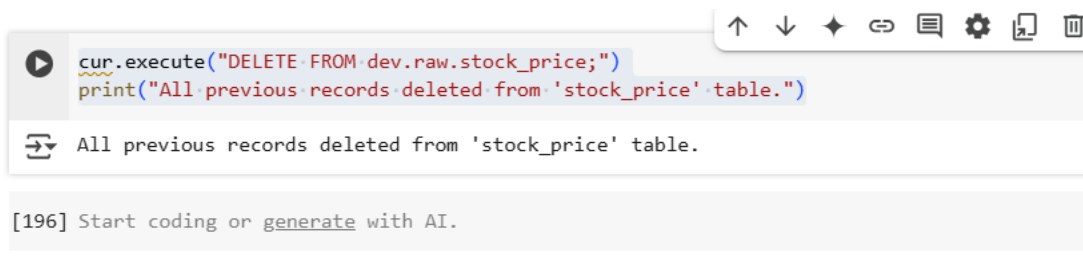 cur.execute("DELETE FROM dev.raw.stock_price;")
print("All previous records deleted from 'stock_price' table.")
All previous records deleted from 'stock_price' table.
[196] Start coding or generate with AI.